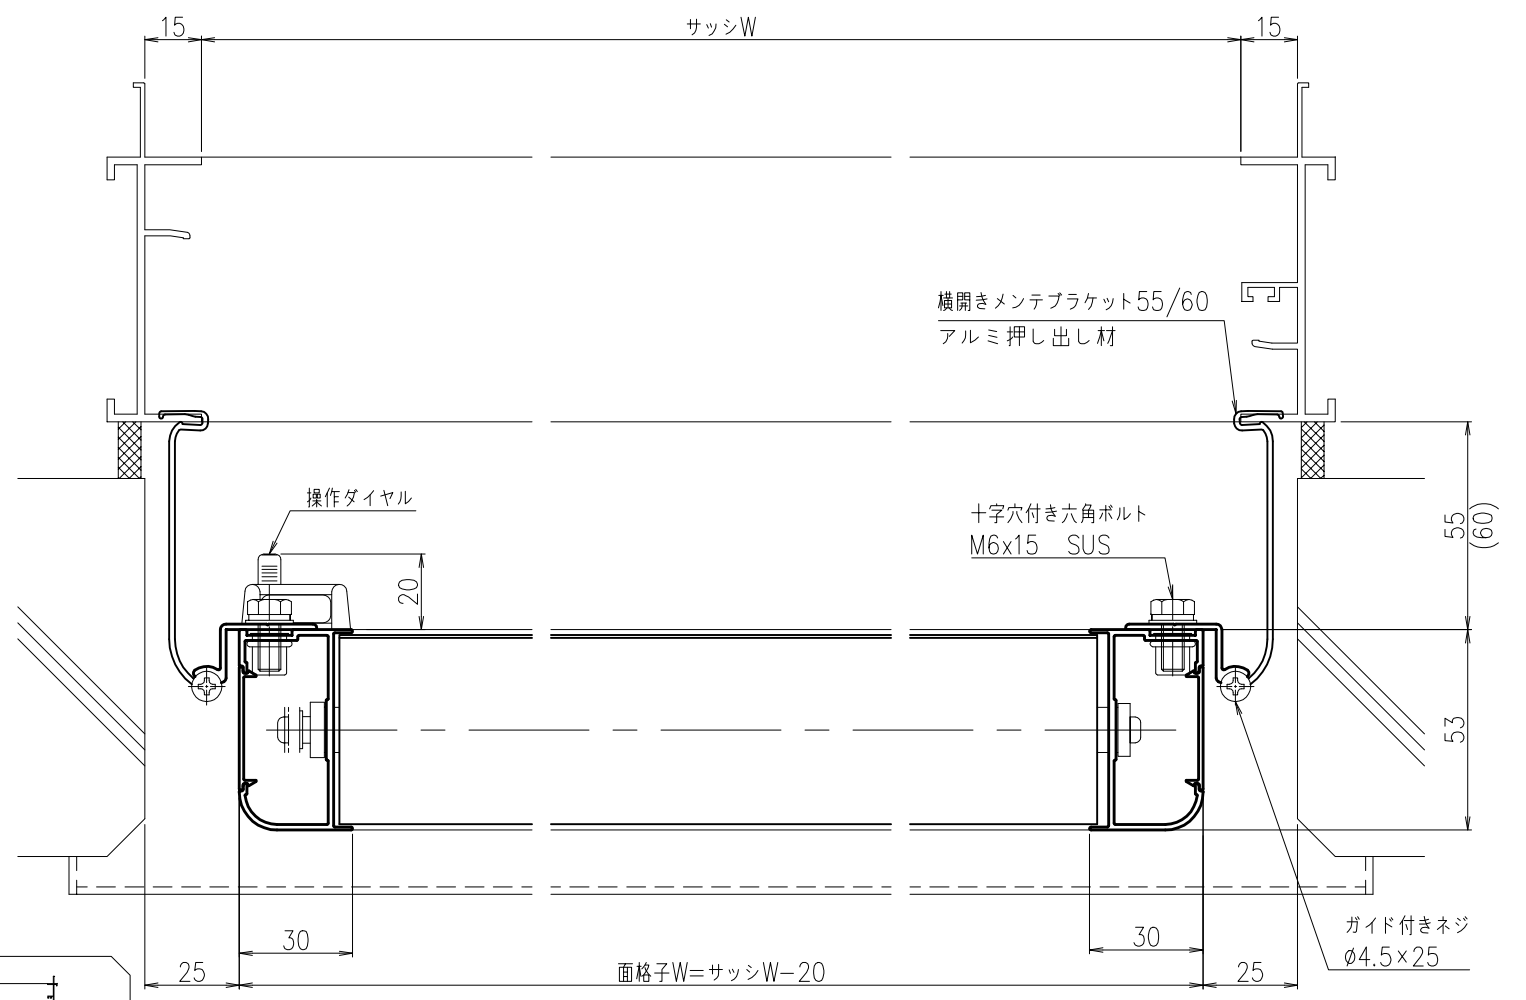 15
サッシW
15
横開きメンテブラケット55/60
アルミ押し出し材
操作ダイヤル
十字穴付き六角ボルト
M6x15 SUS
20
55
(60)
53
ガイド付きネジ
ø4.5×25
30
30
25
面格子W=サッシW−20
25